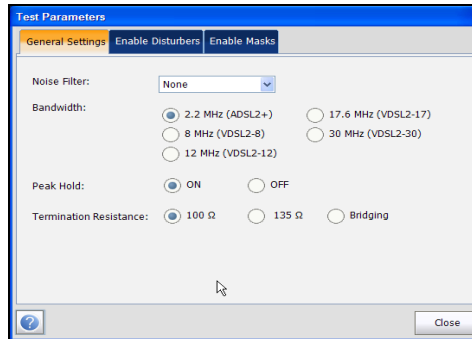 Test Parameters
General Settings Enable Disturbers Enable Masks
Noise Filter: None
Bandwidth: 2.2 MHz (ADSL2+) 17.6 MHz (VDSL2-17)
8 MHz (VDSL2-8) 30 MHz (VDSL2-30)
12 MHz (VDSL2-12)
Peak Hold: ON OFF
Termination Resistance: 100 Ω 135 Ω Bridging
? Close